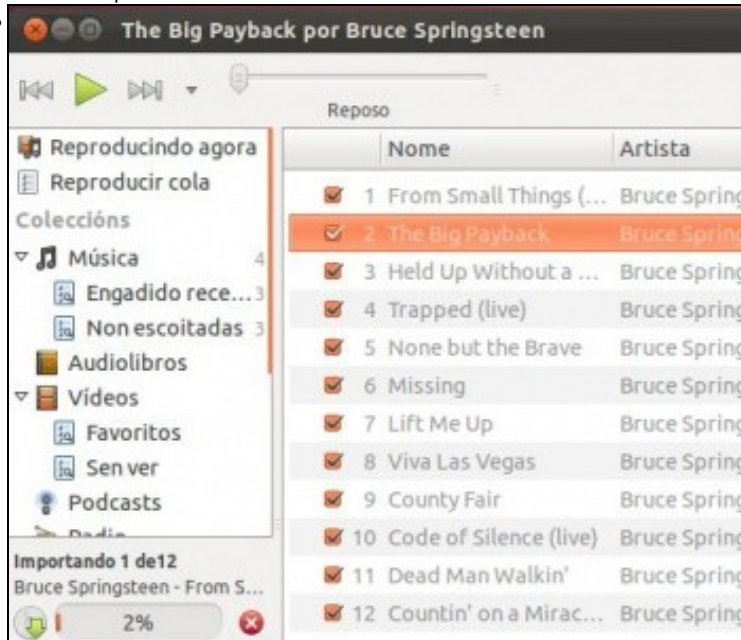 The Big Payback por Bruce Springsteen
Reposo
Reproducindo agora
Reproducir cola
Coleccións
Música 4
Engadido rece... 3
Non escoitadas 3
Audiolibros
Vídeos
Favoritos
Sen ver
Podcasts
Radio
Importando 1 de12
Bruce Springsteen - From S...
2%
Nome Artista
1 From Small Things (... Bruce Spring
2 The Big Payback Bruce Spring
3 Held Up Without a ... Bruce Spring
4 Trapped (live) Bruce Spring
5 None but the Brave Bruce Spring
6 Missing Bruce Spring
7 Lift Me Up Bruce Spring
8 Viva Las Vegas Bruce Spring
9 County Fair Bruce Spring
10 Code of Silence (live) Bruce Spring
11 Dead Man Walkin' Bruce Spring
12 Countin' on a Mirac... Bruce Spring